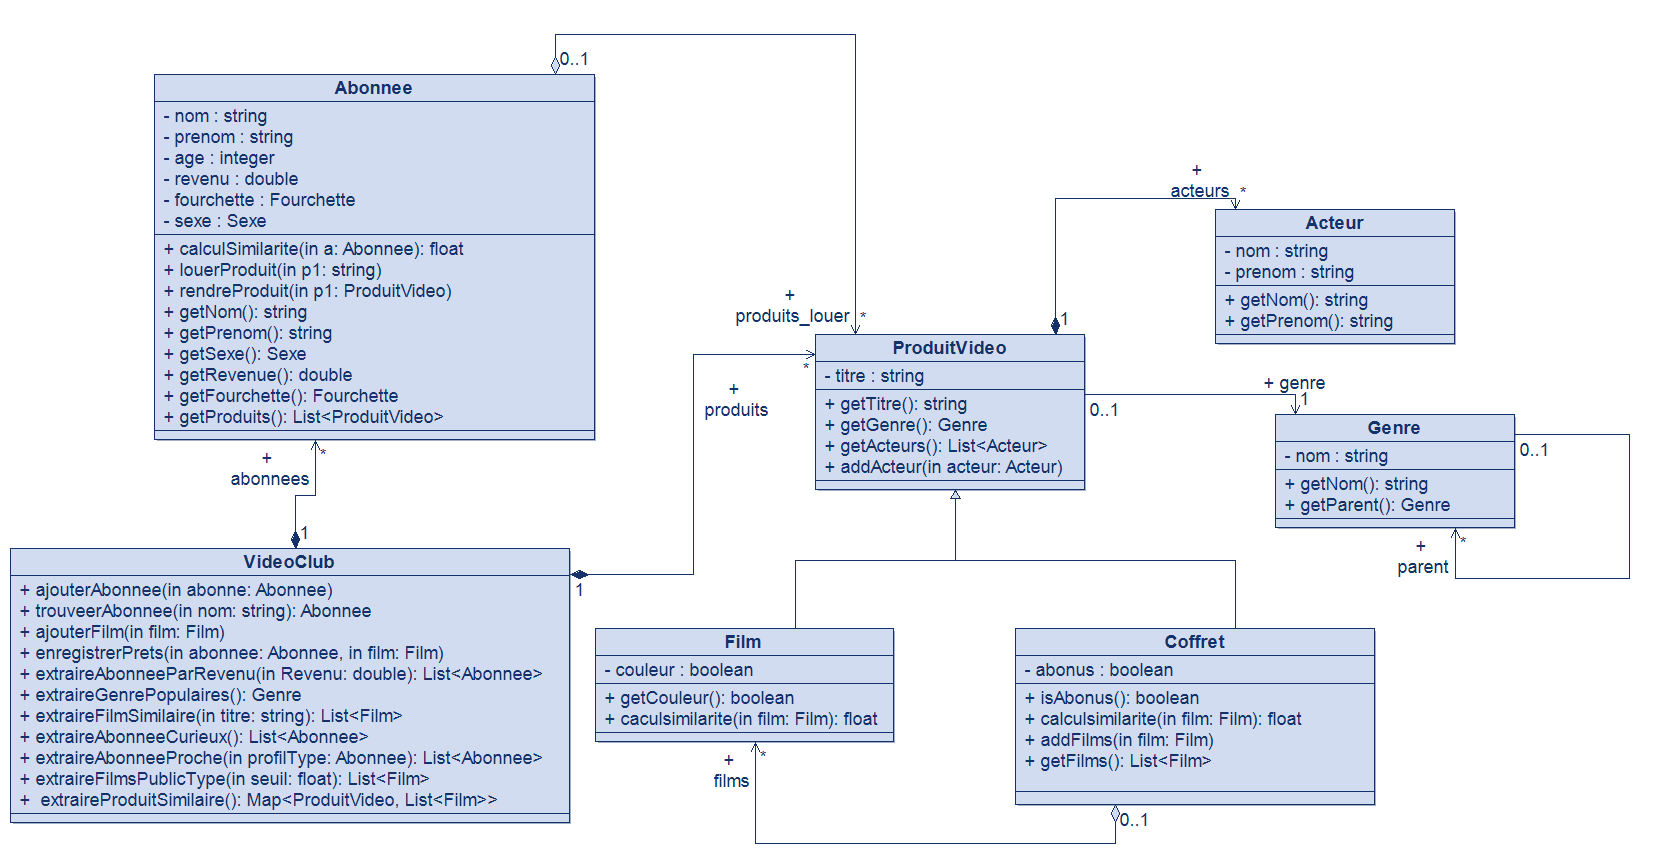 0..1
Abonnee
- nom : string
- prenom : string
- age : integer
- revenu : double
- fourchette : Fourchette
- sexe : Sexe
+ calculSimilarite(in a: Abonnee): float
+ louerProduit(in p1: string)
+ rendreProduit(in p1: ProduitVideo)
+ getNom(): string
+ getPrenom(): string
+ getSexe(): Sexe
+ getRevenue(): double
+ getFourchette(): Fourchette
+ getProduits(): List<ProduitVideo>
+
produits_louer
*
+
acteurs
*
Acteur
- nom : string
- prenom : string
+ getNom(): string
+ getPrenom(): string
1
ProduitVideo
- titre : string
+ getTitre(): string
+ getGenre(): Genre
+ getActeurs(): List<Acteur>
+ addActeur(in acteur: Acteur)
*
+
produits
0..1
+ genre
1
Genre
- nom : string
+ getNom(): string
+ getParent(): Genre
0..1
*
+
parent
+
abonnees
*
1
VideoClub
+ ajouterAbonnee(in abonne: Abonnee)
+ trouveerAbonnee(in nom: string): Abonnee
+ ajouterFilm(in film: Film)
+ enregistrerPrets(in abonnee: Abonnee, in film: Film)
+ extraireAbonneeParRevenu(in Revenu: double): List<Abonnee>
+ extraireGenrePopulaires(): Genre
+ extraireFilmSimilaire(in titre: string): List<Film>
+ extraireAbonneeCurieux(): List<Abonnee>
+ extraireAbonneeProche(in profilType: Abonnee): List<Abonnee>
+ extraireFilmsPublicType(in seuil: float): List<Film>
+ extraireProduitSimilaire(): Map<ProduitVideo, List<Film>>
1
Film
- couleur : boolean
+ getCouleur(): boolean
+ caculsimilarite(in film: Film): float
*
+
films
Coffret
- abonus : boolean
+ isAbonus(): boolean
+ calculsimilarite(in film: Film): float
+ addFilms(in film: Film)
+ getFilms(): List<Film>
0..1